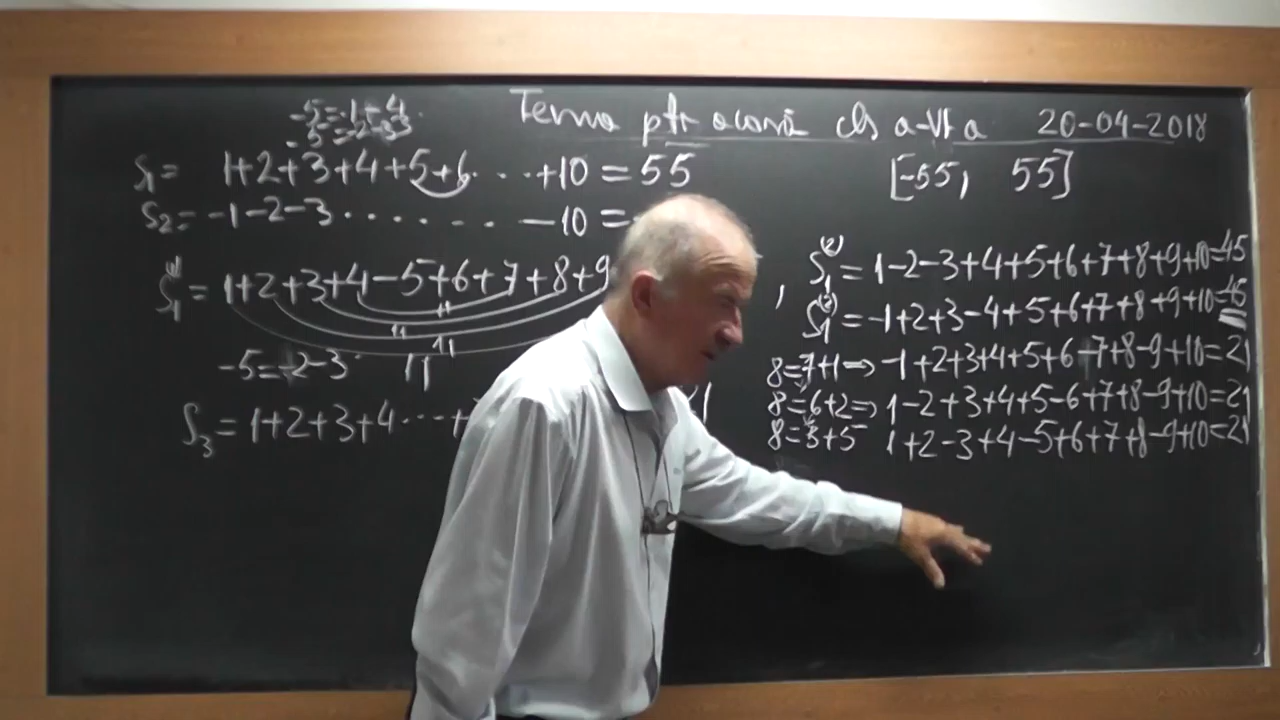 -5=-1-4
-5=-2-3
Tema ptr acasă cls a-VI a 20-04-2018
S₁= 1+2+3+4+5+6...+10=55
[-55, 55]
S₂=-1-2-3.......-10=
S₁⁽¹⁾=1+2+3+4-5+6+7+8+9
, S₁⁽²⁾=1-2-3+4+5+6+7+8+9+10=45
S₁⁽³⁾=-1+2+3-4+5+6+7+8+9+10=45
-5=-2-3
8=7+1⇒ -1+2+3+4+5+6-7+8-9+10=21
8=6+2⇒ 1-2+3+4+5-6+7+8-9+10=21
S₃=1+2+3+4...+
8=3+5 1+2-3+4-5+6+7+8-9+10=21